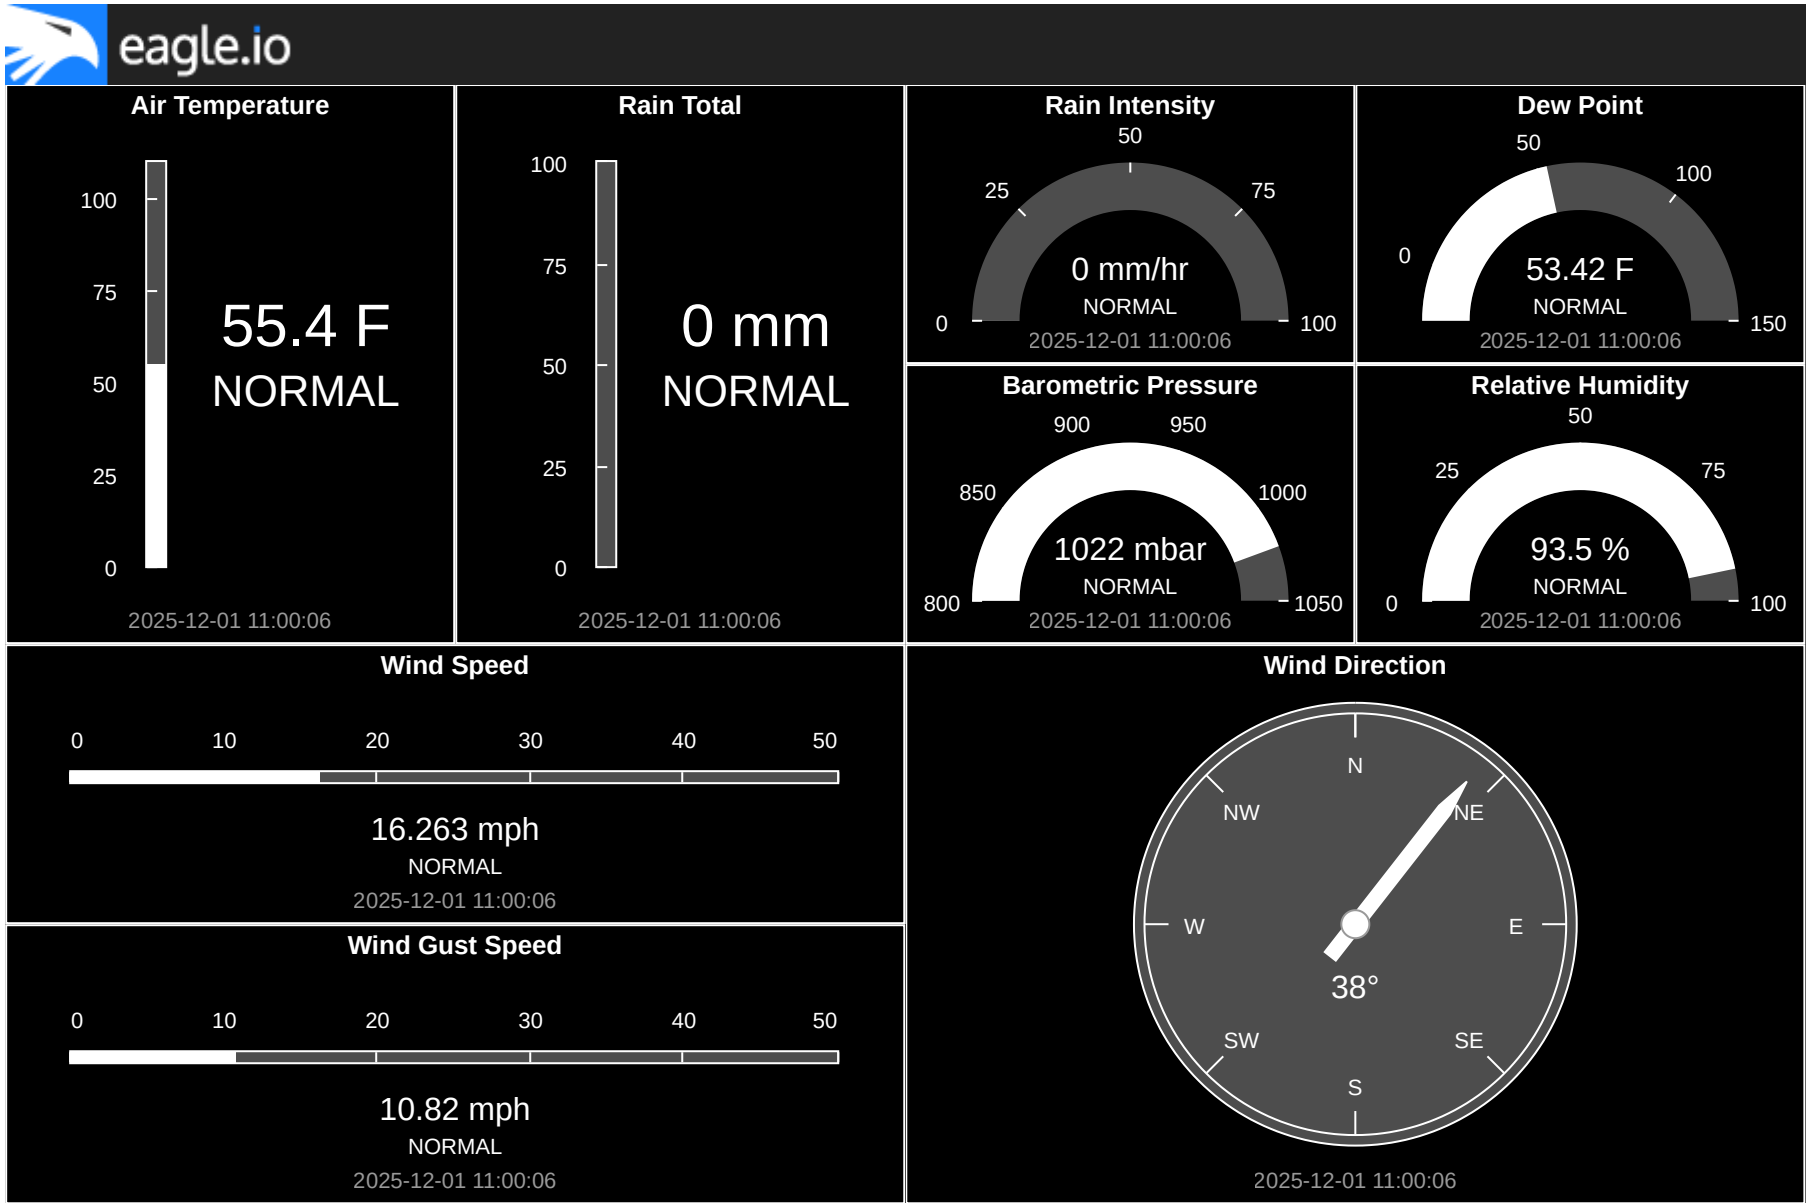 eagle.io
Air Temperature
100
75
50
25
0
55.4 F
NORMAL
2025-12-01 11:00:06
Rain Total
100
75
50
25
0
0 mm
NORMAL
2025-12-01 11:00:06
Rain Intensity
50
25
75
0
100
0 mm/hr
NORMAL
2025-12-01 11:00:06
Dew Point
50
100
0
150
53.42 F
NORMAL
2025-12-01 11:00:06
Barometric Pressure
900
950
850
1000
800
1050
1022 mbar
NORMAL
2025-12-01 11:00:06
Relative Humidity
50
25
75
0
100
93.5 %
NORMAL
2025-12-01 11:00:06
Wind Speed
0 10 20 30 40 50
16.263 mph
NORMAL
2025-12-01 11:00:06
Wind Gust Speed
0 10 20 30 40 50
10.82 mph
NORMAL
2025-12-01 11:00:06
Wind Direction
N
NW
NE
W
E
38°
SW
SE
S
2025-12-01 11:00:06